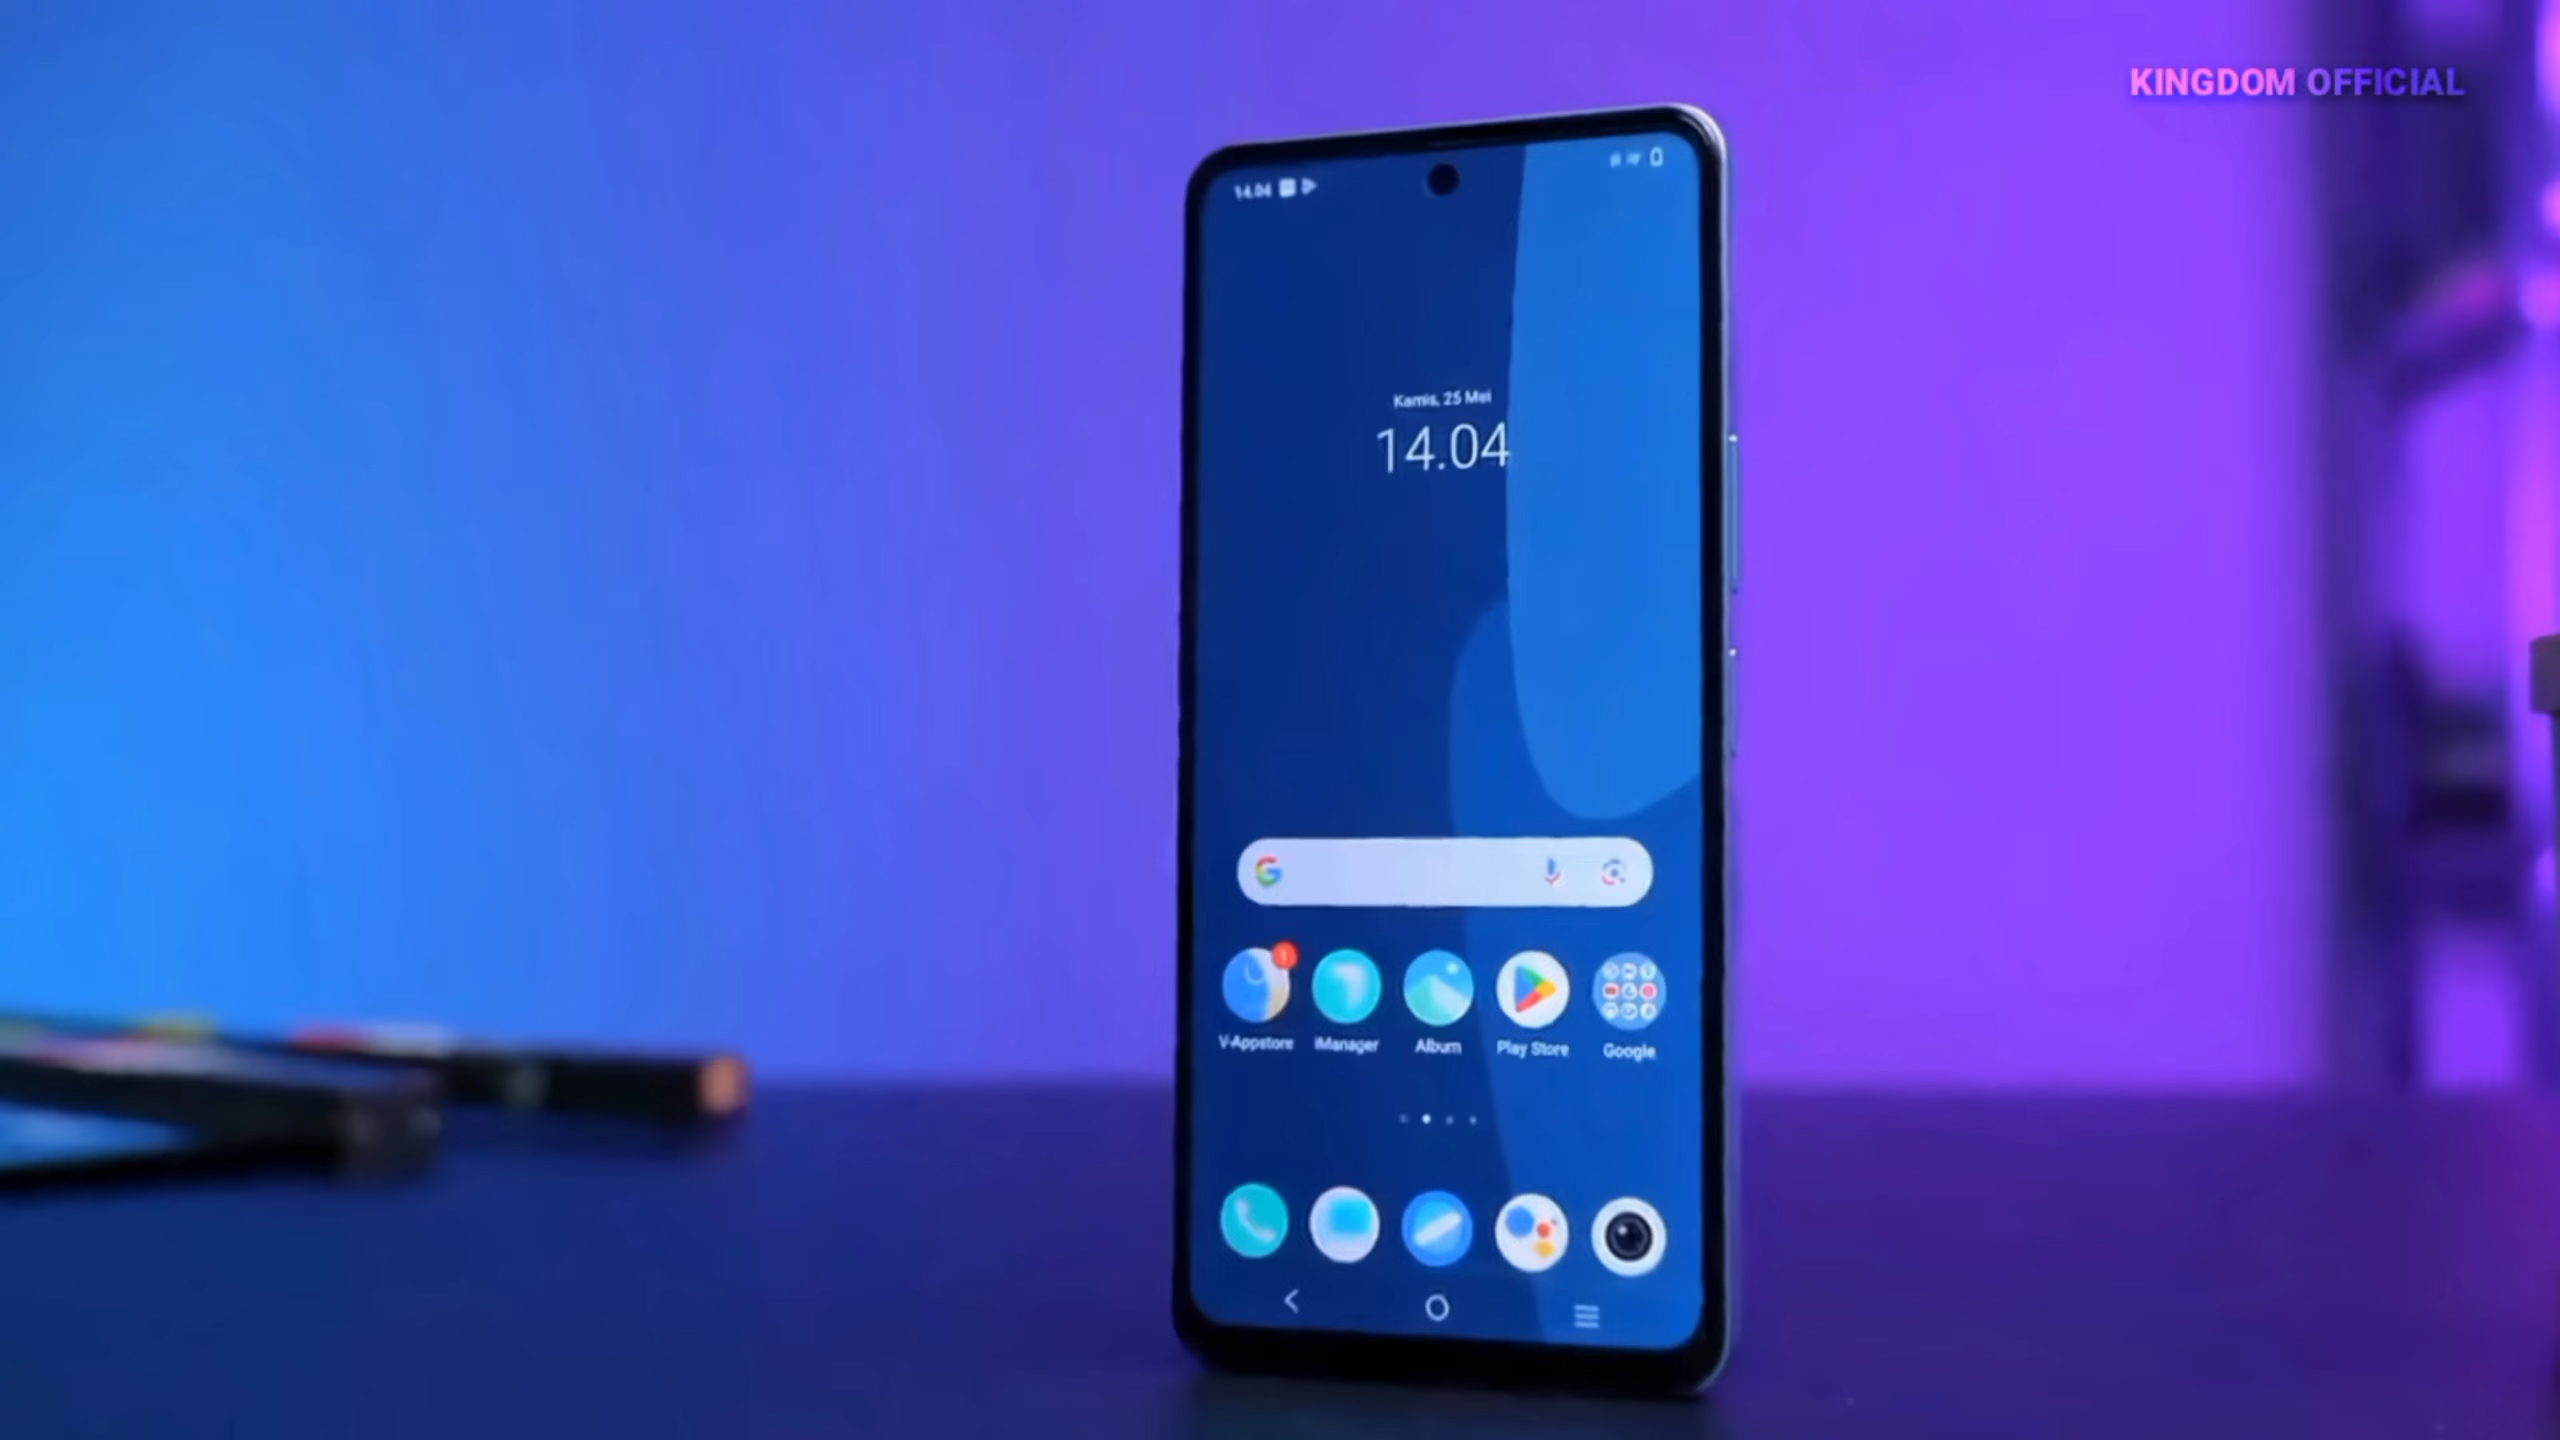 KINGDOM OFFICIAL
14.04
Kamis, 25 Mei
14.04
V-Appstore iManager Album Play Store Google